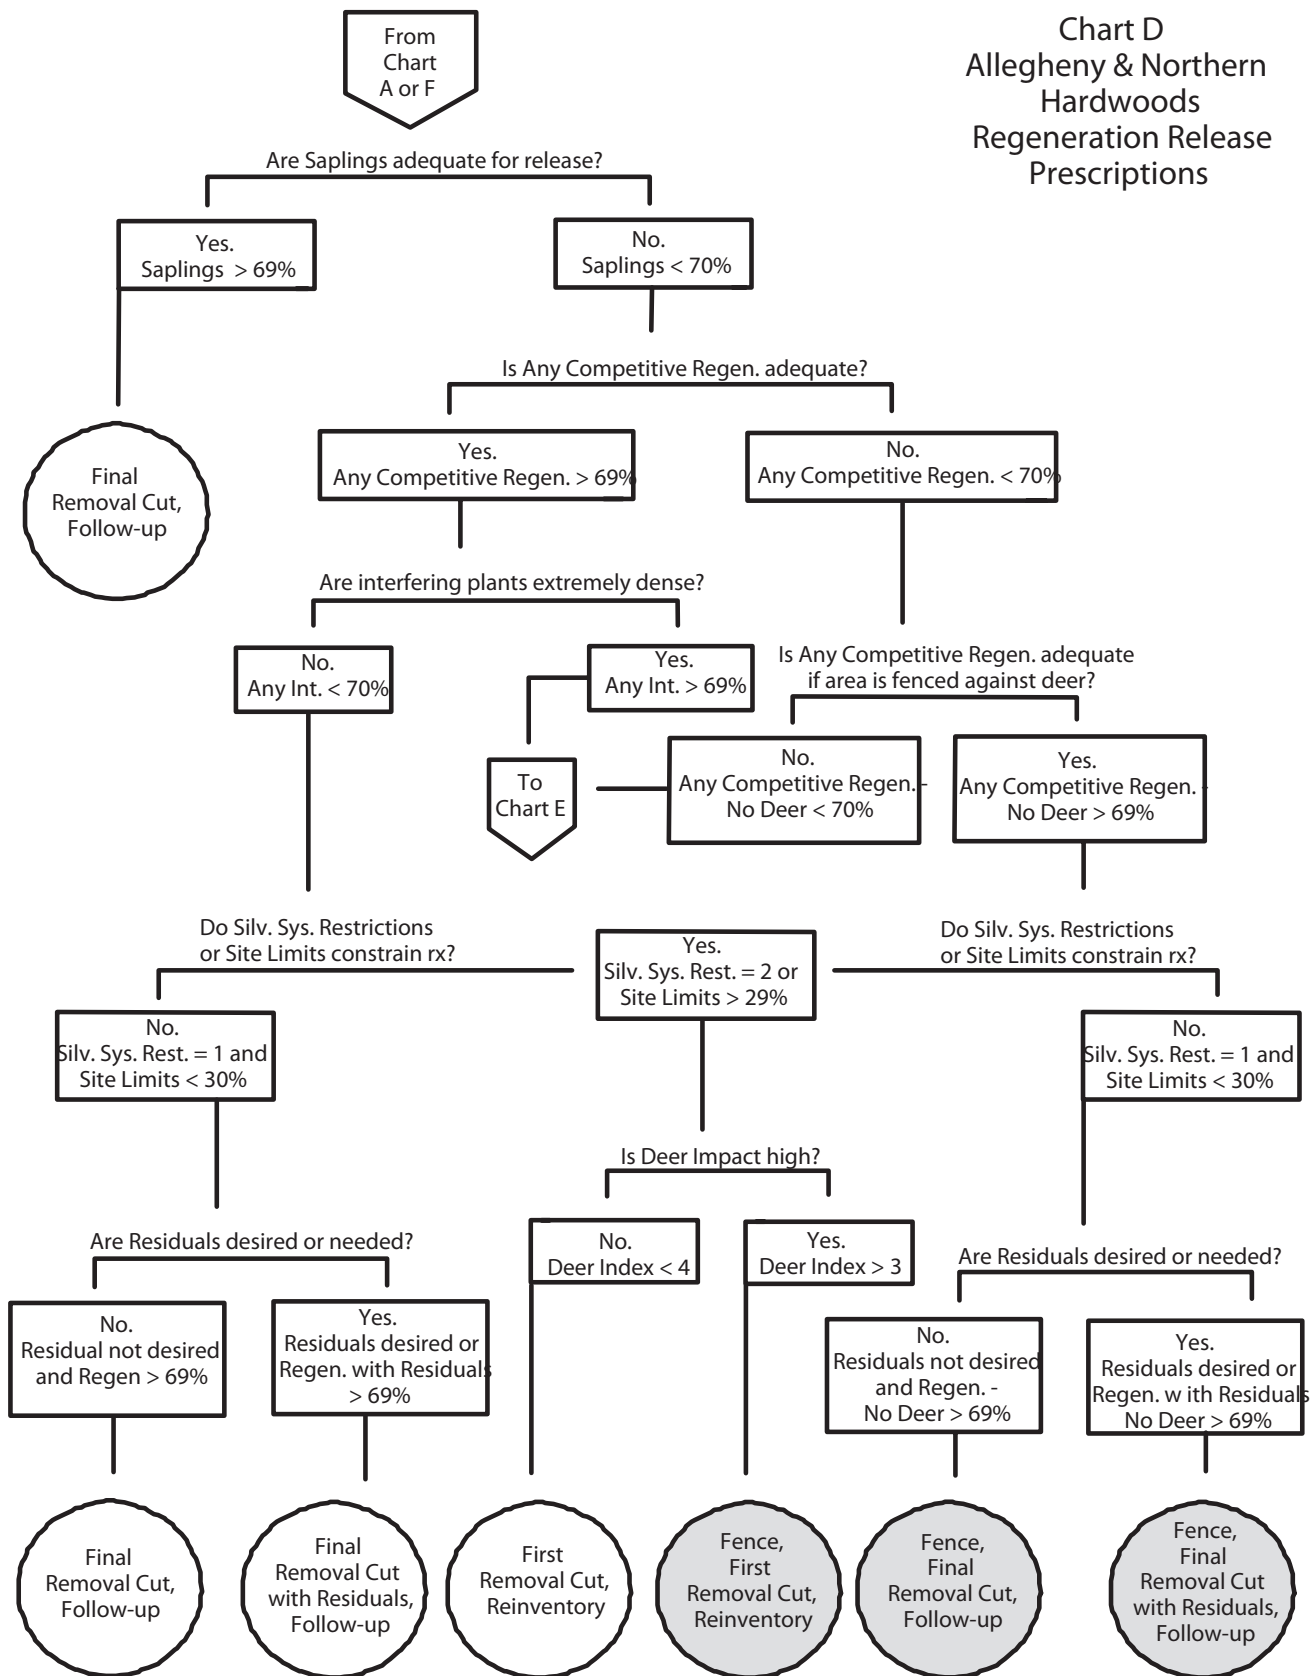 From
Chart
A or F
Chart D
Allegheny & Northern
Hardwoods
Regeneration Release
Prescriptions
Are Saplings adequate for release?
Yes.
Saplings > 69%
No.
Saplings < 70%
Is Any Competitive Regen. adequate?
Yes.
Any Competitive Regen. > 69%
No.
Any Competitive Regen. < 70%
Final
Removal Cut,
Follow-up
Are interfering plants extremely dense?
No.
Any Int. < 70%
Yes.
Any Int. > 69%
Is Any Competitive Regen. adequate
if area is fenced against deer?
To
Chart E
No.
Any Competitive Regen. -
No Deer < 70%
Yes.
Any Competitive Regen. -
No Deer > 69%
Do Silv. Sys. Restrictions
or Site Limits constrain rx?
Yes.
Silv. Sys. Rest. = 2 or
Site Limits > 29%
Do Silv. Sys. Restrictions
or Site Limits constrain rx?
No.
Silv. Sys. Rest. = 1 and
Site Limits < 30%
No.
Silv. Sys. Rest. = 1 and
Site Limits < 30%
Is Deer Impact high?
No.
Deer Index < 4
Yes.
Deer Index > 3
Are Residuals desired or needed?
No.
Residual not desired
and Regen > 69%
Yes.
Residuals desired or
Regen. with Residuals
> 69%
Are Residuals desired or needed?
No.
Residuals not desired
and Regen. -
No Deer > 69%
Yes.
Residuals desired or
Regen. w ith Residuals
No Deer > 69%
Final
Removal Cut,
Follow-up
Final
Removal Cut
with Residuals,
Follow-up
First
Removal Cut,
Reinventory
Fence,
First
Removal Cut,
Reinventory
Fence,
Final
Removal Cut,
Follow-up
Fence,
Final
Removal Cut
with Residuals,
Follow-up